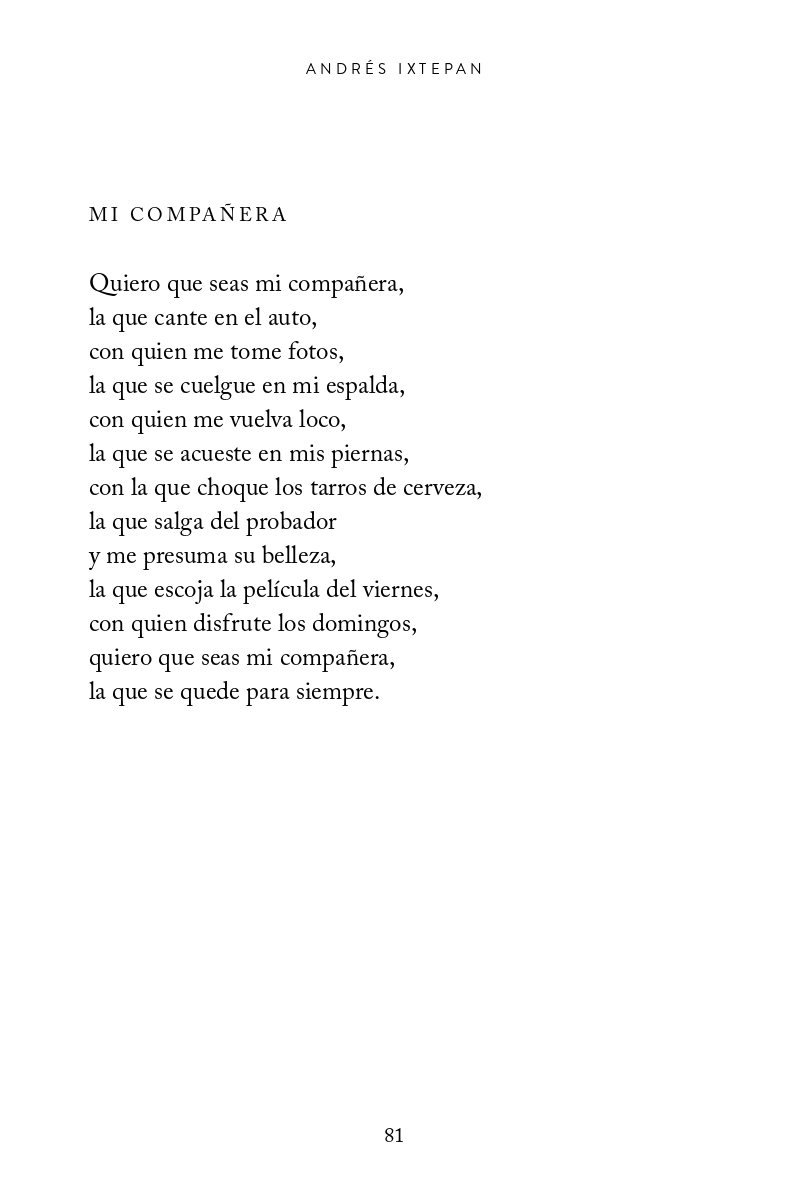 ANDRÉS IXTEPAN
MI COMPAÑERA
Quiero que seas mi compañera,
la que cante en el auto,
con quien me tome fotos,
la que se cuelgue en mi espalda,
con quien me vuelva loco,
la que se acueste en mis piernas,
con la que choque los tarros de cerveza,
la que salga del probador
y me presuma su belleza,
la que escoja la película del viernes,
con quien disfrute los domingos,
quiero que seas mi compañera,
la que se quede para siempre.
81